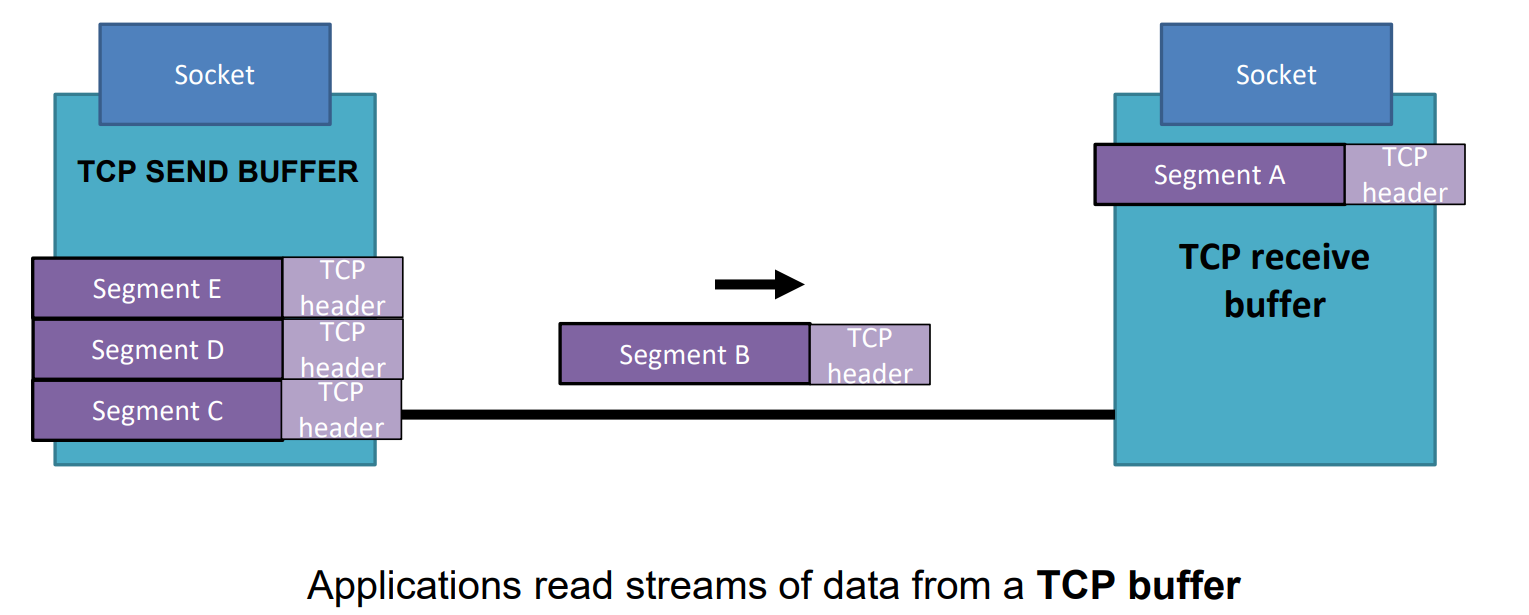 Socket
Socket
TCP SEND BUFFER
Segment A
TCP
header
TCP receive
buffer
Segment E
TCP
header
Segment D
TCP
header
Segment C
TCP
header
Segment B
TCP
header
Applications read streams of data from a TCP buffer